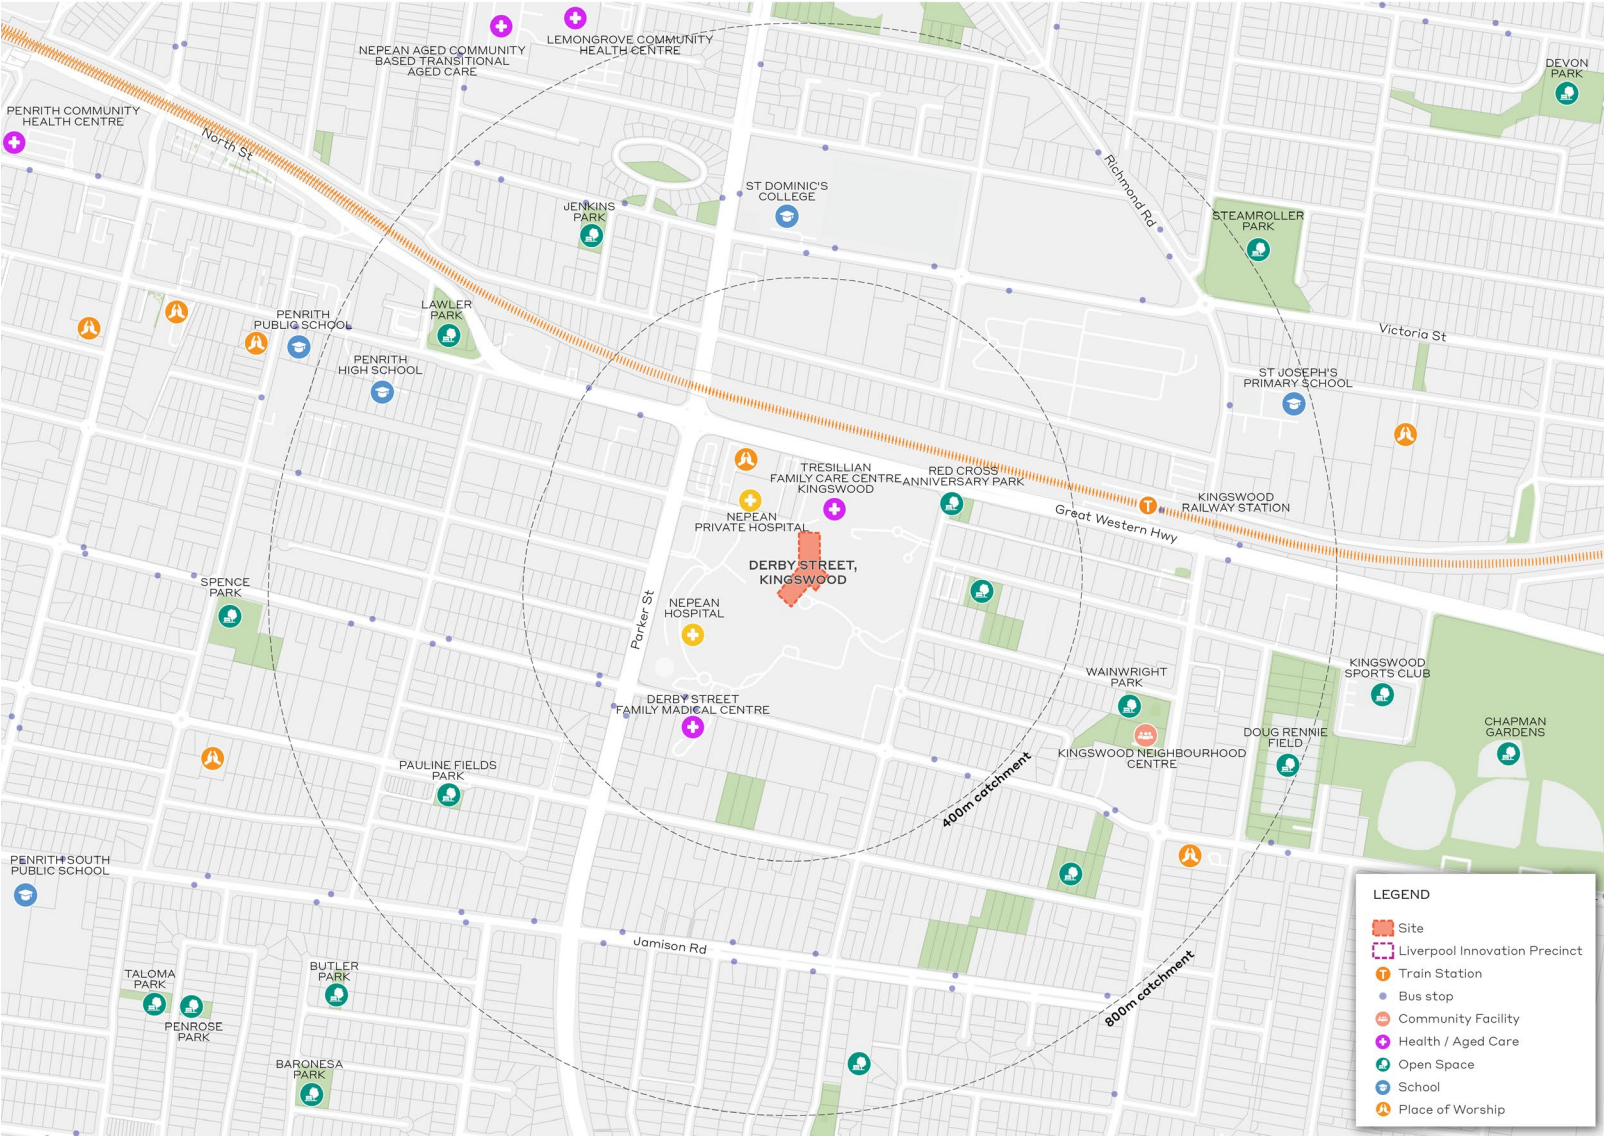 NEPEAN AGED COMMUNITY
BASED TRANSITIONAL
AGED CARE
LEMONGROVE COMMUNITY
HEALTH CENTRE
DEVON
PARK
PENRITH COMMUNITY
HEALTH CENTRE
North St
Richmond Rd
ST DOMINIC'S
COLLEGE
JENKINS
PARK
STEAMROLLER
PARK
LAWLER
PARK
PENRITH
PUBLIC SCHOOL
PENRITH
HIGH SCHOOL
Victoria St
ST JOSEPH'S
PRIMARY SCHOOL
TRESILLIAN
FAMILY CARE CENTRE
KINGSWOOD
RED CROSS
ANNIVERSARY PARK
NEPEAN
PRIVATE HOSPITAL
T
KINGSWOOD
RAILWAY STATION
Great Western Hwy
DERBY STREET,
KINGSWOOD
SPENCE
PARK
NEPEAN
HOSPITAL
Parker St
WAINWRIGHT
PARK
KINGSWOOD
SPORTS CLUB
DERBY STREET
FAMILY MADICAL CENTRE
CHAPMAN
GARDENS
DOUG RENNIE
FIELD
KINGSWOOD NEIGHBOURHOOD
CENTRE
PAULINE FIELDS
PARK
400m catchment
PENRITH SOUTH
PUBLIC SCHOOL
Jamison Rd
800m catchment
TALOMA
PARK
PENROSE
PARK
BUTLER
PARK
BARONESA
PARK
LEGEND
Site
Liverpool Innovation Precinct
T Train Station
Bus stop
Community Facility
Health / Aged Care
Open Space
School
Place of Worship